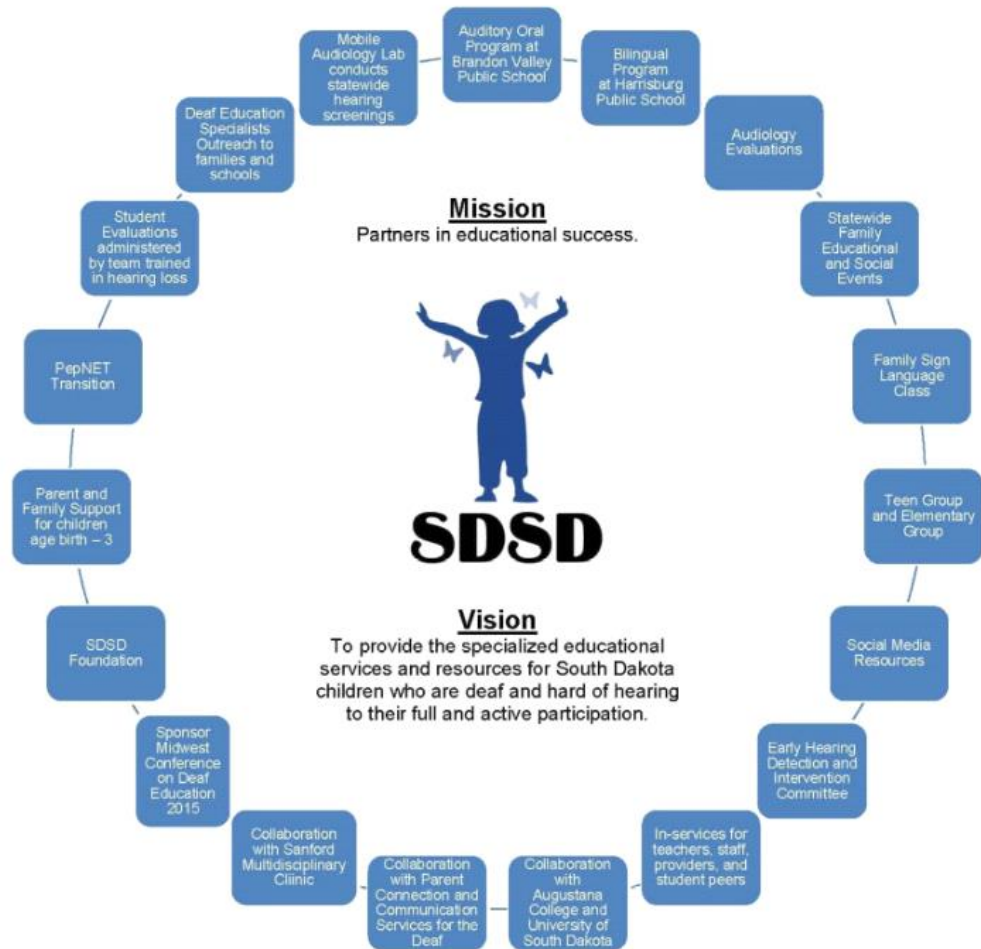 Auditory Oral
Program at
Brandon Valley
Public School
Bilingual
Program
at Harrisburg
Public School
Audiology
Evaluations
Statewide
Family
Educational
and Social
Events
Family Sign
Language
Class
Teen Group
and Elementary
Group
Social Media
Resources
Early Hearing
Detection and
Intervention
Committee
In-services for
teachers, staff,
providers, and
student peers
Collaboration
with
Augustana
College and
University of
South Dakota
Collaboration
with Parent
Connection and
Communication
Services for the
Deaf
Collaboration
with Sanford
Multidisciplinary
Cliinic
Sponsor
Midwest
Conference
on Deaf
Education
2015
SDSD
Foundation
Parent and
Family Support
for children
age birth – 3
PepNET
Transition
Student
Evaluations
administered
by team trained
in hearing loss
Deaf Education
Specialists
Outreach to
families and
schools
Mobile
Audiology Lab
conducts
statewide
hearing
screenings
Mission
Partners in educational success.
SDSD
Vision
To provide the specialized educational
services and resources for South Dakota
children who are deaf and hard of hearing
to their full and active participation.